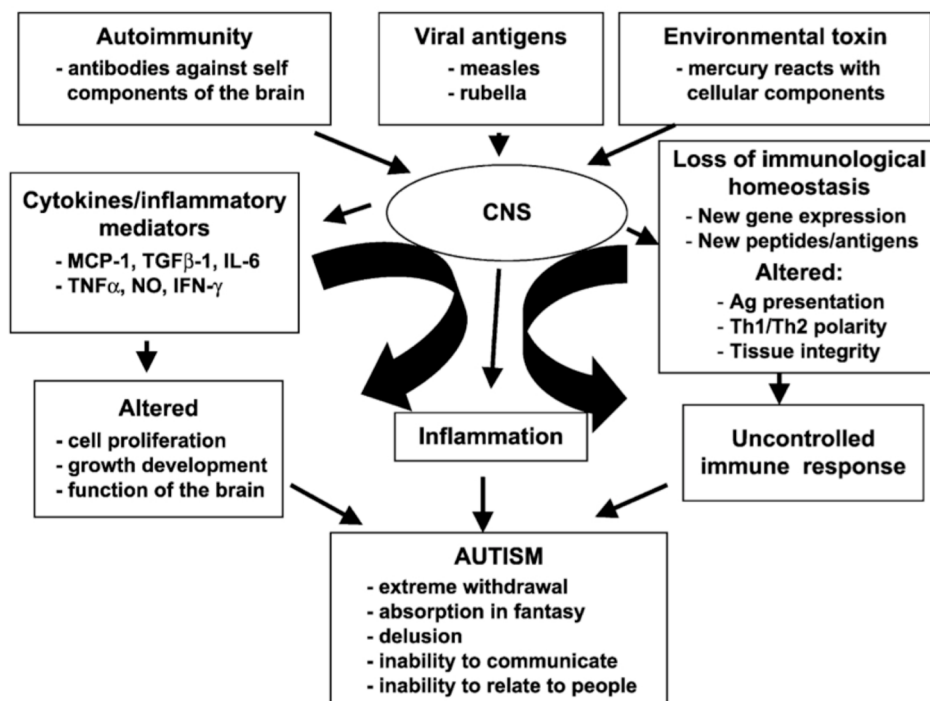 Autoimmunity
- antibodies against self
components of the brain
Viral antigens
- measles
- rubella
Environmental toxin
- mercury reacts with
cellular components
CNS
Cytokines/inflammatory
mediators
- MCP-1, TGFβ-1, IL-6
- TNFα, NO, IFN-γ
Loss of immunological
homeostasis
- New gene expression
- New peptides/antigens
Altered:
- Ag presentation
- Th1/Th2 polarity
- Tissue integrity
Altered
- cell proliferation
- growth development
- function of the brain
Inflammation
Uncontrolled
immune response
AUTISM
- extreme withdrawal
- absorption in fantasy
- delusion
- inability to communicate
- inability to relate to people